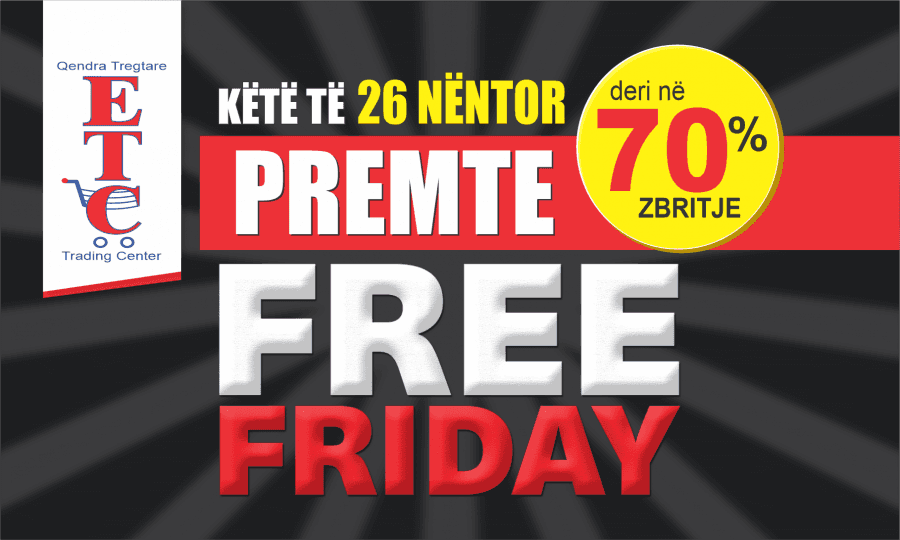 Qendra Tregtare
E
T
C
Trading Center
KËTË TË 26 NËNTOR
PREMTE
deri në
70%
ZBRITJE
FREE
FRIDAY